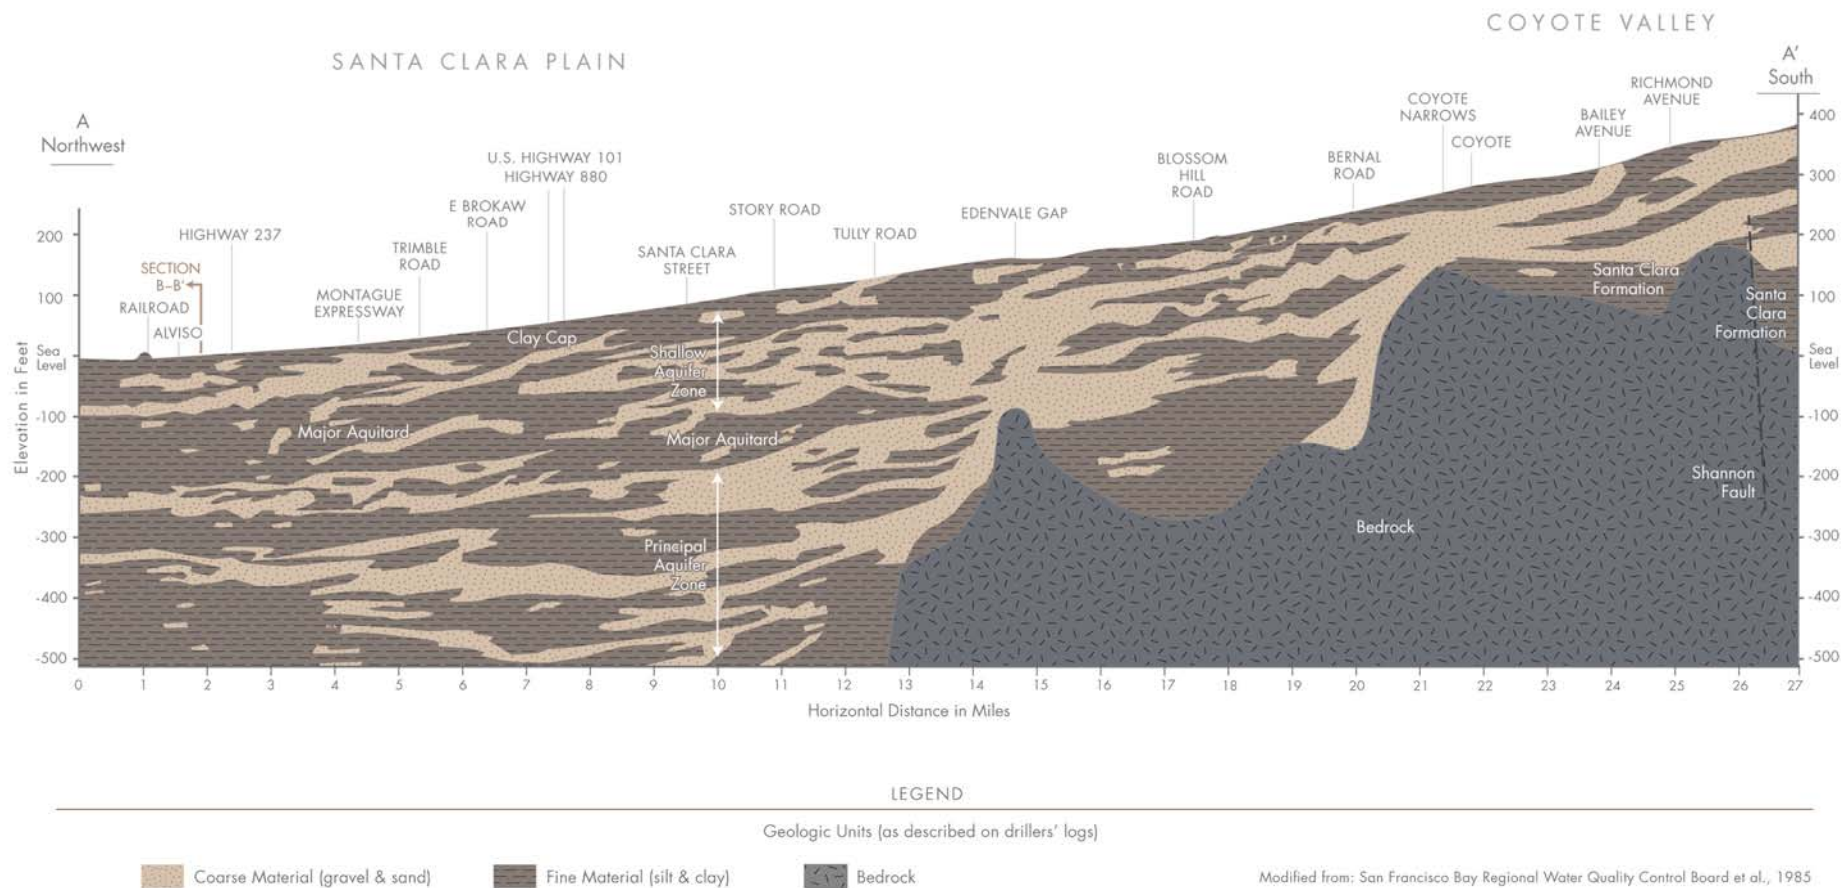 COYOTE VALLEY
SANTA CLARA PLAIN
A
Northwest
A'
South
RICHMOND
AVENUE
COYOTE
NARROWS
BAILEY
AVENUE
COYOTE
BERNAL
ROAD
BLOSSOM
HILL
ROAD
U.S. HIGHWAY 101
HIGHWAY 880
E BROKAW
ROAD
STORY ROAD
EDENVALE GAP
TULLY ROAD
HIGHWAY 237
TRIMBLE
ROAD
SANTA CLARA
STREET
SECTION
B–B'
MONTAGUE
EXPRESSWAY
RAILROAD
ALVISO
Elevation in Feet
200
100
Sea
Level
-100
-200
-300
-400
-500
400
300
200
100
Sea
Level
-100
-200
-300
-400
-500
Clay Cap
Shallow
Aquifer
Zone
Major Aquitard
Major Aquitard
Principal
Aquifer
Zone
Santa Clara
Formation
Santa
Clara
Formation
Shannon
Fault
Bedrock
0 1 2 3 4 5 6 7 8 9 10 11 12 13 14 15 16 17 18 19 20 21 22 23 24 25 26 27
Horizontal Distance in Miles
LEGEND
Geologic Units (as described on drillers' logs)
Coarse Material (gravel & sand)
Fine Material (silt & clay)
Bedrock
Modified from: San Francisco Bay Regional Water Quality Control Board et al., 1985